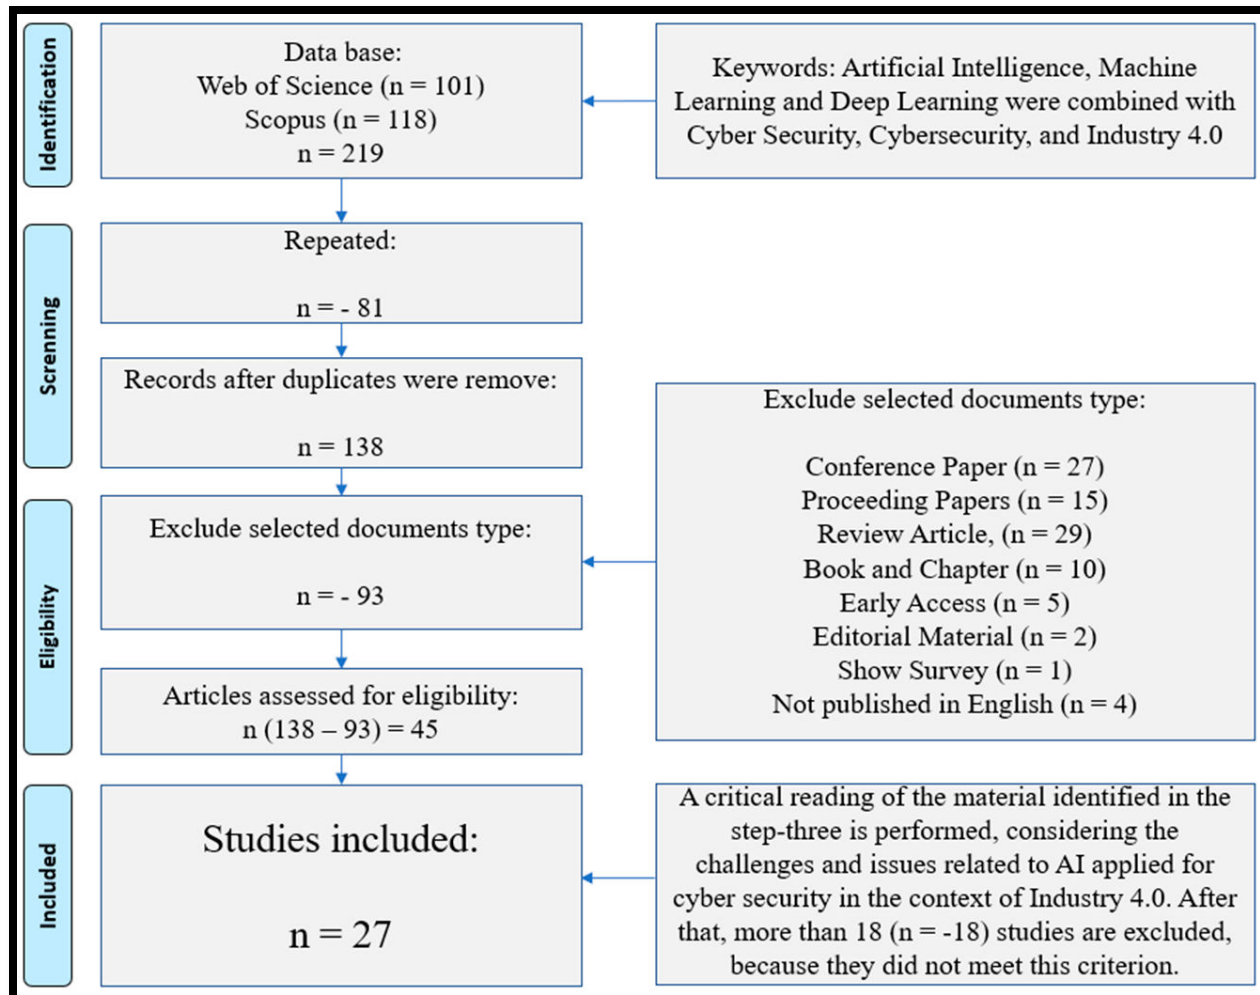 Identification
Data base:
Web of Science (n = 101)
Scopus (n = 118)
n = 219
Keywords: Artificial Intelligence, Machine
Learning and Deep Learning were combined with
Cyber Security, Cybersecurity, and Industry 4.0
Screnning
Repeated:
n = - 81
Records after duplicates were remove:
n = 138
Eligibility
Exclude selected documents type:
n = - 93
Exclude selected documents type:
Conference Paper (n = 27)
Proceeding Papers (n = 15)
Review Article, (n = 29)
Book and Chapter (n = 10)
Early Access (n = 5)
Editorial Material (n = 2)
Show Survey (n = 1)
Not published in English (n = 4)
Articles assessed for eligibility:
n (138 – 93) = 45
Included
Studies included:
n = 27
A critical reading of the material identified in the
step-three is performed, considering the
challenges and issues related to AI applied for
cyber security in the context of Industry 4.0. After
that, more than 18 (n = -18) studies are excluded,
because they did not meet this criterion.